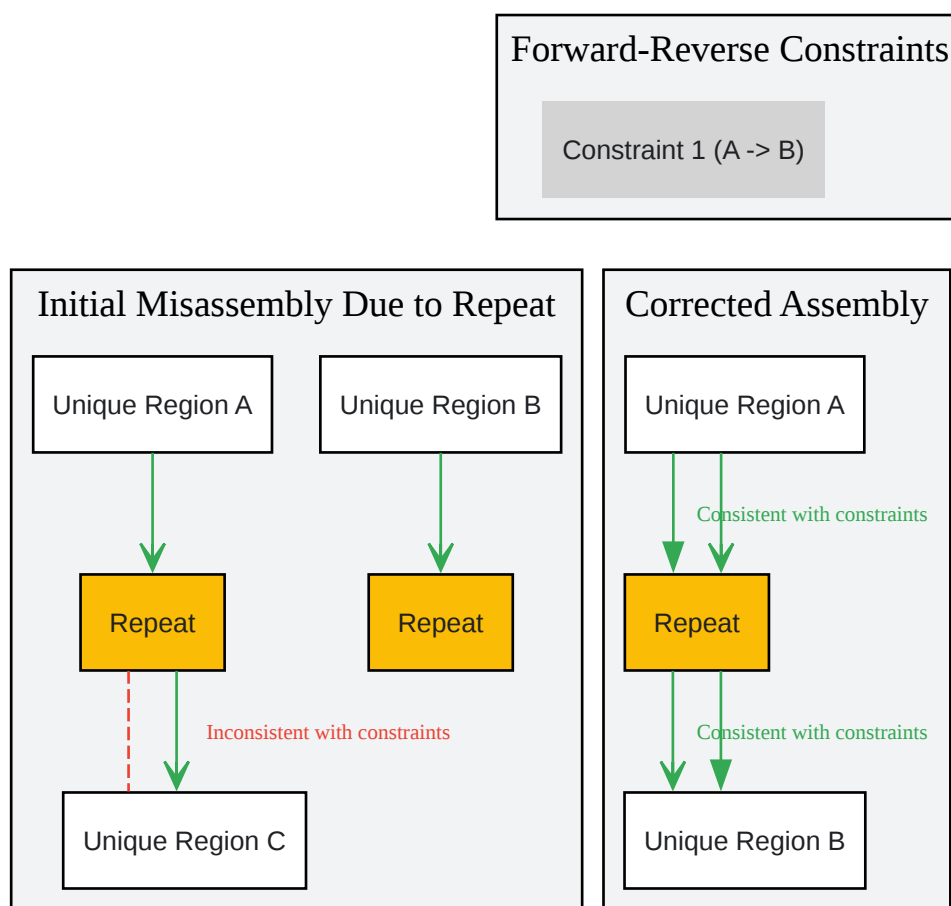 Forward-Reverse Constraints
Constraint 1 (A -> B)
Initial Misassembly Due to Repeat
Unique Region A
Unique Region B
Repeat
Repeat
Inconsistent with constraints
Unique Region C
Corrected Assembly
Unique Region A
Consistent with constraints
Repeat
Consistent with constraints
Unique Region B